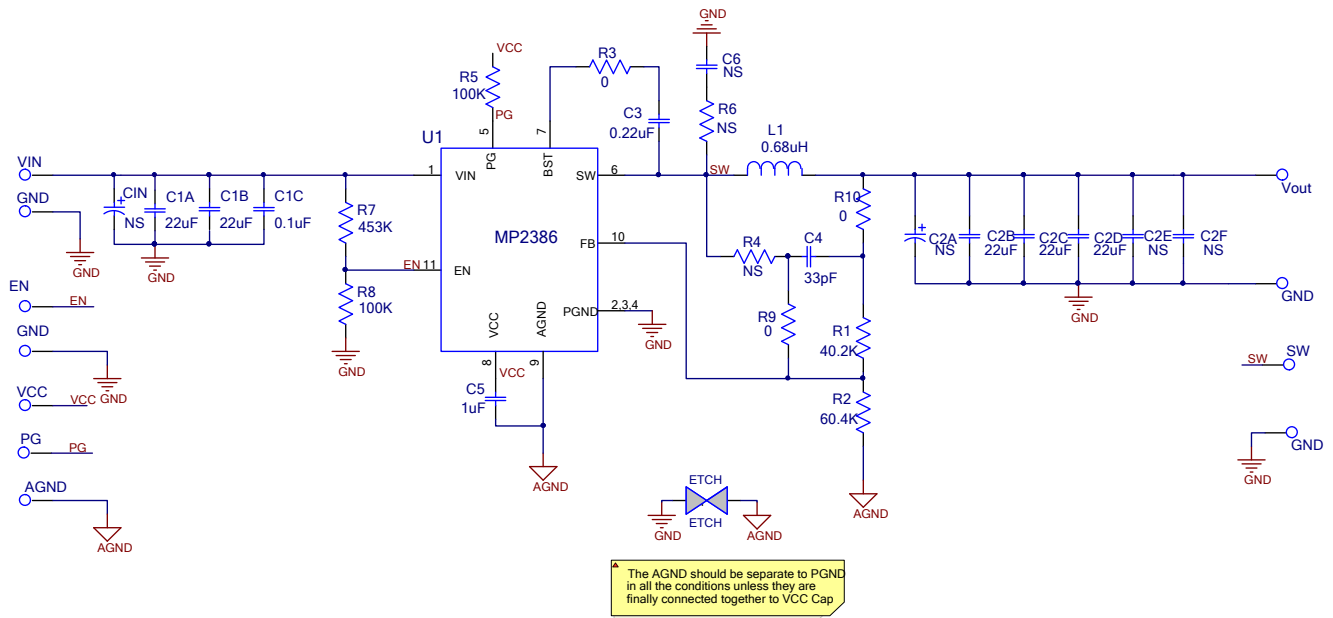 VIN
GND
GND
CIN
+
NS
C1A
22uF
C1B
22uF
C1C
0.1uF
GND
R7
453K
EN
R8
100K
GND
EN
EN
GND
GND
VCC
VCC
PG
PG
AGND
AGND
VCC
R5
100K
PG
5
7
U1
1
VIN
PG
BST
SW
6
MP2386
FB
10
11
EN
VCC
AGND
PGND
2,3,4
GND
8
VCC
9
C5
1uF
AGND
R3
0
C3
0.22uF
GND
C6
NS
R6
NS
SW
L1
0.68uH
R10
0
R4
NS
C4
33pF
R9
0
R1
40.2K
R2
60.4K
AGND
+
C2A
NS
C2B
22uF
C2C
22uF
C2D
22uF
C2E
NS
C2F
NS
GND
Vout
GND
SW
SW
GND
GND
ETCH
ETCH
GND
AGND
The AGND should be separate to PGND
in all the conditions unless they are
finally connected together to VCC Cap